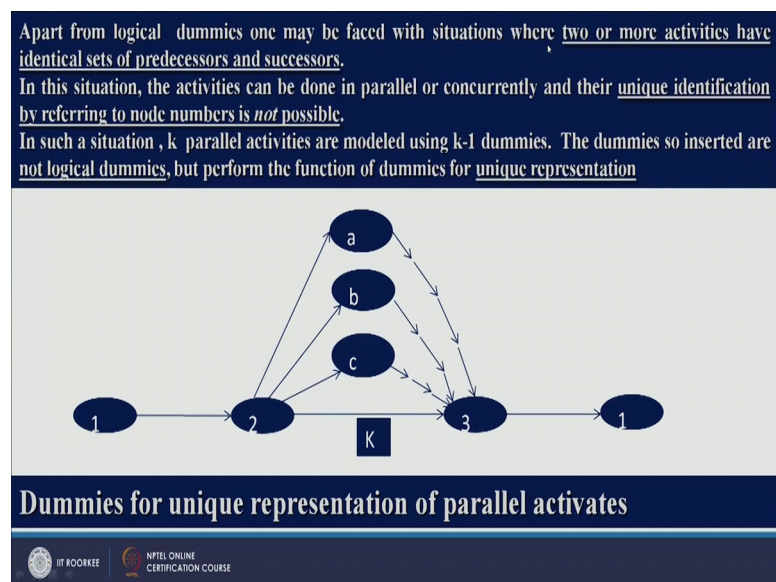 Apart from logical dummies one may be faced with situations where two or more activities have
identical sets of predecessors and successors.
In this situation, the activities can be done in parallel or concurrently and their unique identification
by referring to node numbers is not possible.
In such a situation , k parallel activities are modeled using k-1 dummies. The dummies so inserted are
not logical dummies, but perform the function of dummies for unique representation
a
b
c
1
2
3
1
K
Dummies for unique representation of parallel activates
IIT ROORKEE
NPTEL ONLINE
CERTIFICATION COURSE
NPTEL